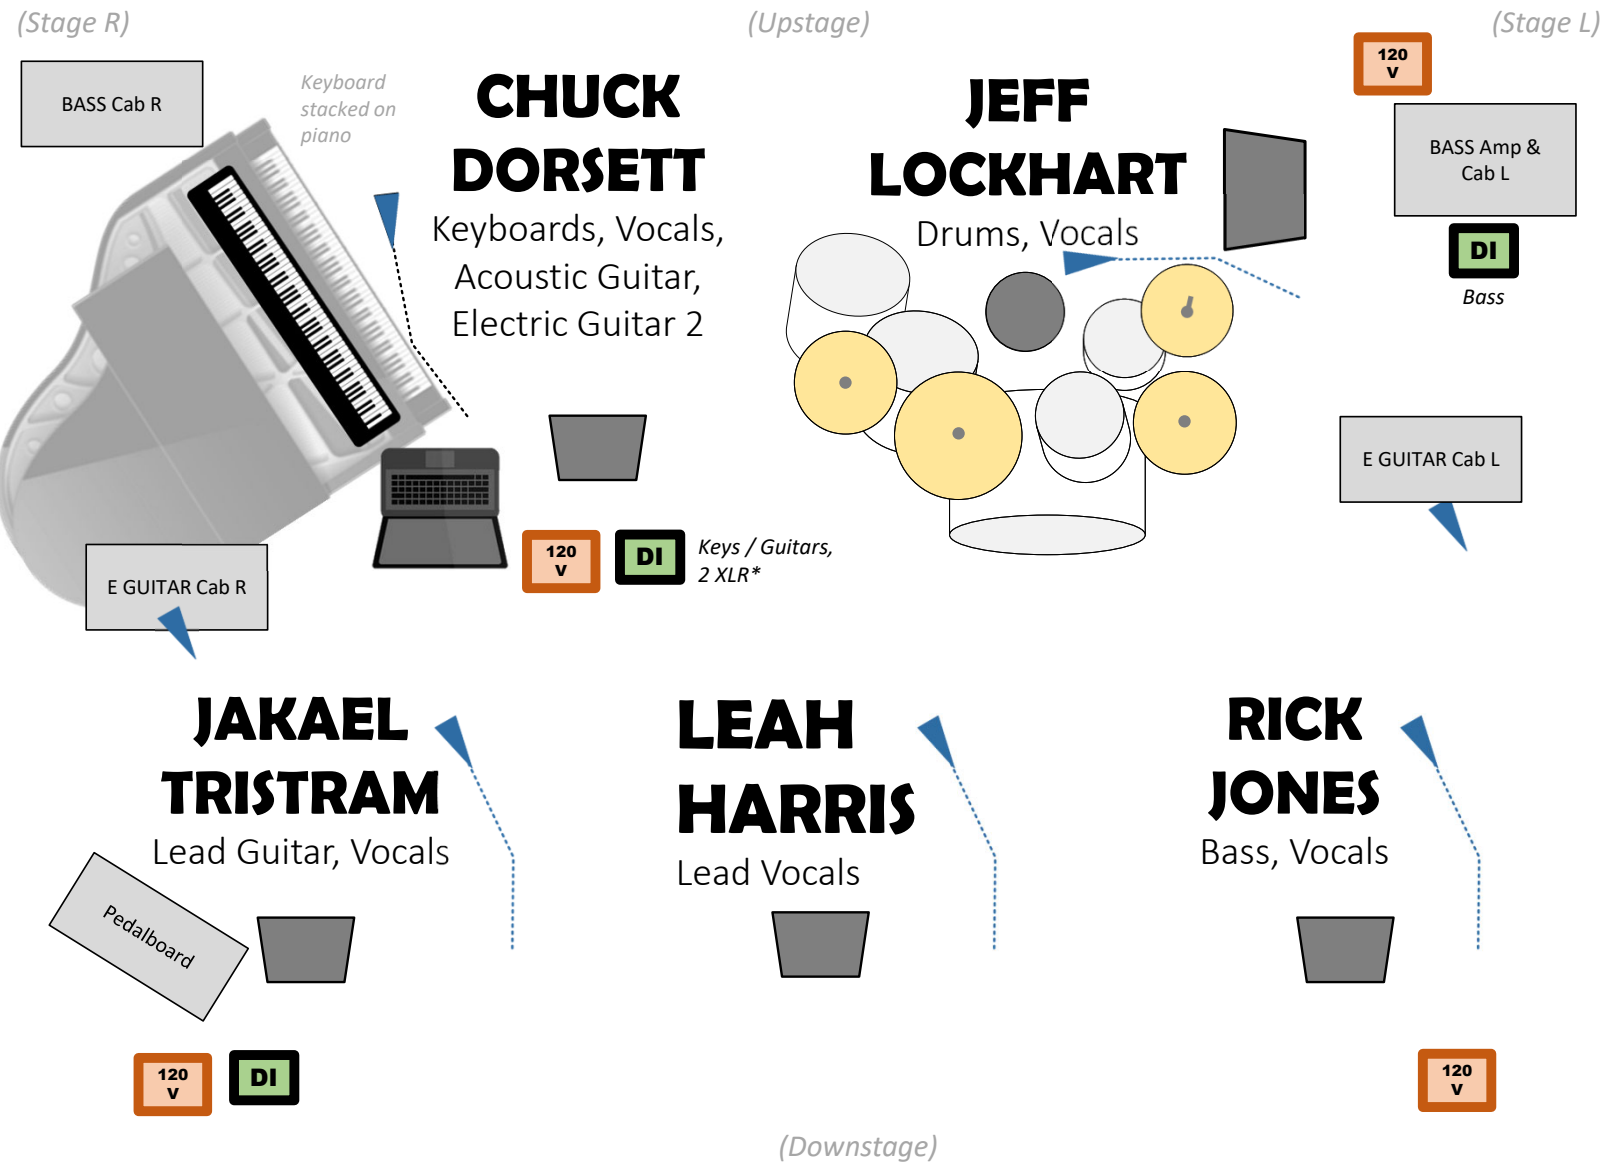 (Stage R)
(Upstage)
(Stage L)
BASS Cab R
Keyboard
stacked on
piano
CHUCK
DORSETT
Keyboards, Vocals,
Acoustic Guitar,
Electric Guitar 2
JEFF
LOCKHART
Drums, Vocals
120
V
BASS Amp &
Cab L
DI
Bass
E GUITAR Cab L
120
V
DI
Keys / Guitars,
2 XLR*
E GUITAR Cab R
JAKAEL
TRISTRAM
Lead Guitar, Vocals
LEAH
HARRIS
Lead Vocals
RICK
JONES
Bass, Vocals
Pedalboard
120
V
DI
120
V
(Downstage)